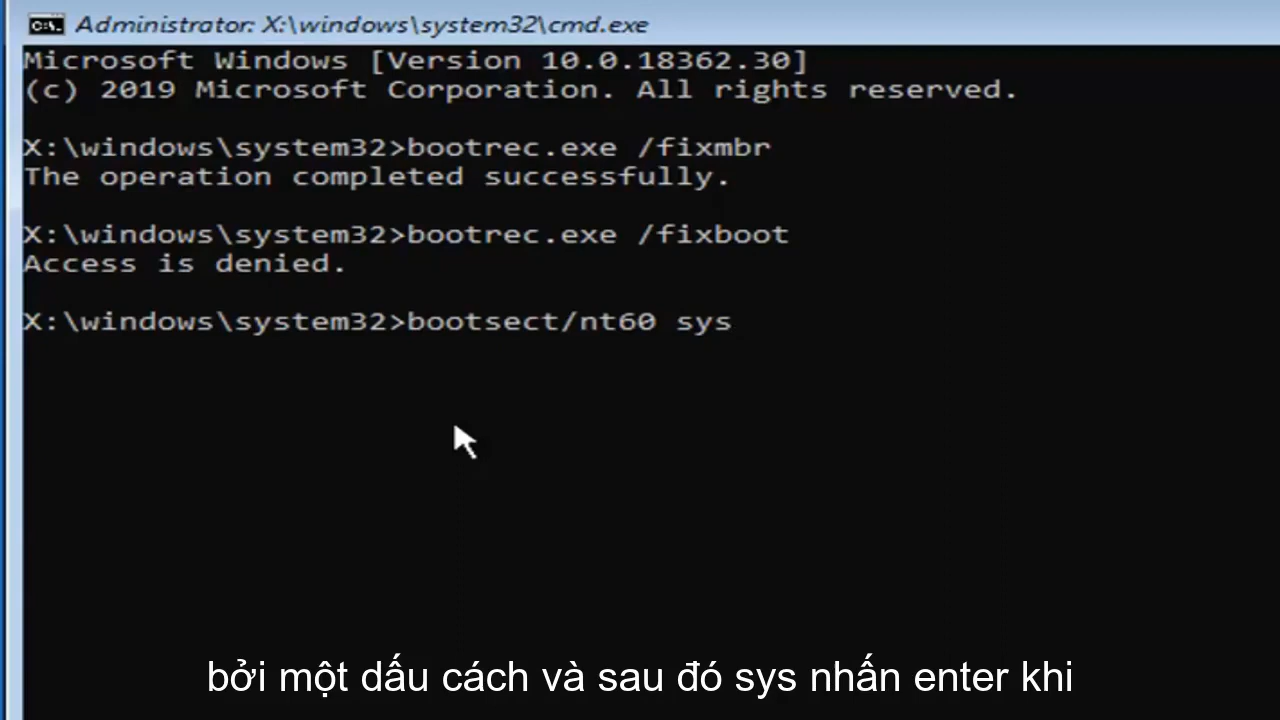 Administrator: X:\windows\system32\cmd.exe
Microsoft Windows [Version 10.0.18362.30]
(c) 2019 Microsoft Corporation. All rights reserved.
X:\windows\system32>bootrec.exe /fixmbr
The operation completed successfully.
X:\windows\system32>bootrec.exe /fixboot
Access is denied.
X:\windows\system32>bootsect/nt60 sys
bởi một dấu cách và sau đó sys nhấn enter khi